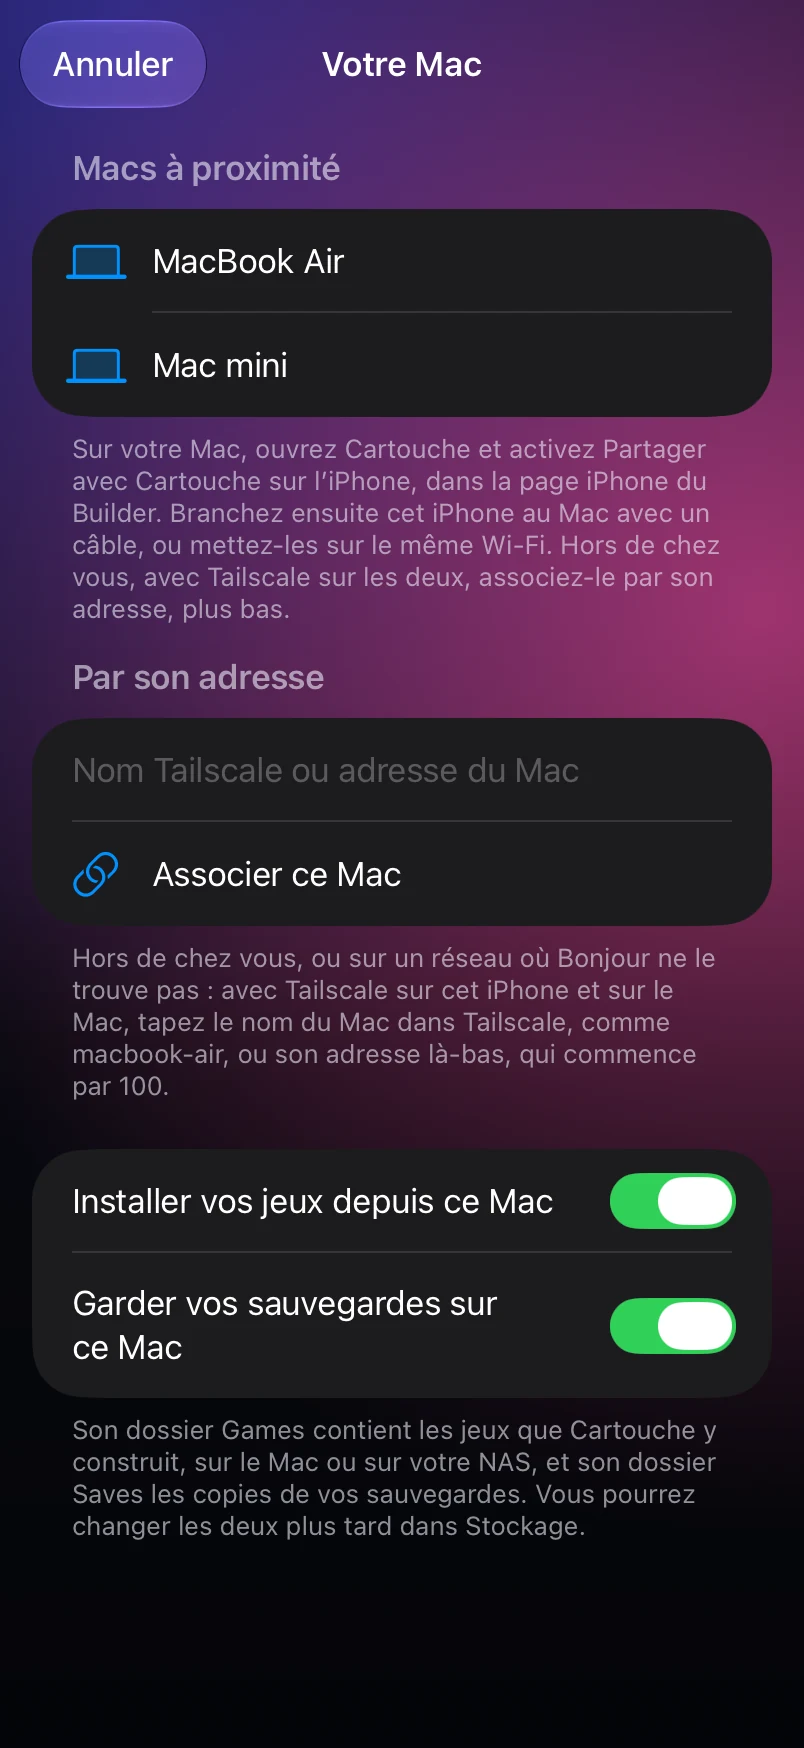 Annuler
Votre Mac
Macs à proximité
MacBook Air
Mac mini
Sur votre Mac, ouvrez Cartouche et activez Partager
avec Cartouche sur l’iPhone, dans la page iPhone du
Builder. Branchez ensuite cet iPhone au Mac avec un
câble, ou mettez-les sur le même Wi-Fi. Hors de chez
vous, avec Tailscale sur les deux, associez-le par son
adresse, plus bas.
Par son adresse
Nom Tailscale ou adresse du Mac
Associer ce Mac
Hors de chez vous, ou sur un réseau où Bonjour ne le
trouve pas : avec Tailscale sur cet iPhone et sur le
Mac, tapez le nom du Mac dans Tailscale, comme
macbook-air, ou son adresse là-bas, qui commence
par 100.
Installer vos jeux depuis ce Mac
Garder vos sauvegardes sur
ce Mac
Son dossier Games contient les jeux que Cartouche y
construit, sur le Mac ou sur votre NAS, et son dossier
Saves les copies de vos sauvegardes. Vous pourrez
changer les deux plus tard dans Stockage.